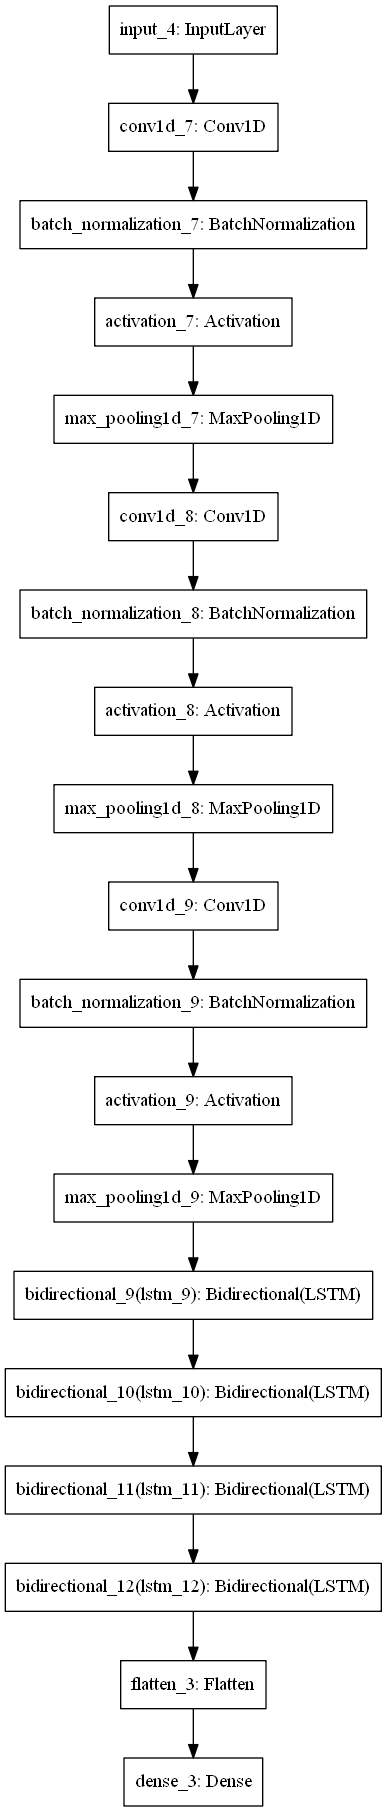 input_4: InputLayer
conv1d_7: Conv1D
batch_normalization_7: BatchNormalization
activation_7: Activation
max_pooling1d_7: MaxPooling1D
conv1d_8: Conv1D
batch_normalization_8: BatchNormalization
activation_8: Activation
max_pooling1d_8: MaxPooling1D
conv1d_9: Conv1D
batch_normalization_9: BatchNormalization
activation_9: Activation
max_pooling1d_9: MaxPooling1D
bidirectional_9(lstm_9): Bidirectional(LSTM)
bidirectional_10(lstm_10): Bidirectional(LSTM)
bidirectional_11(lstm_11): Bidirectional(LSTM)
bidirectional_12(lstm_12): Bidirectional(LSTM)
flatten_3: Flatten
dense_3: Dense